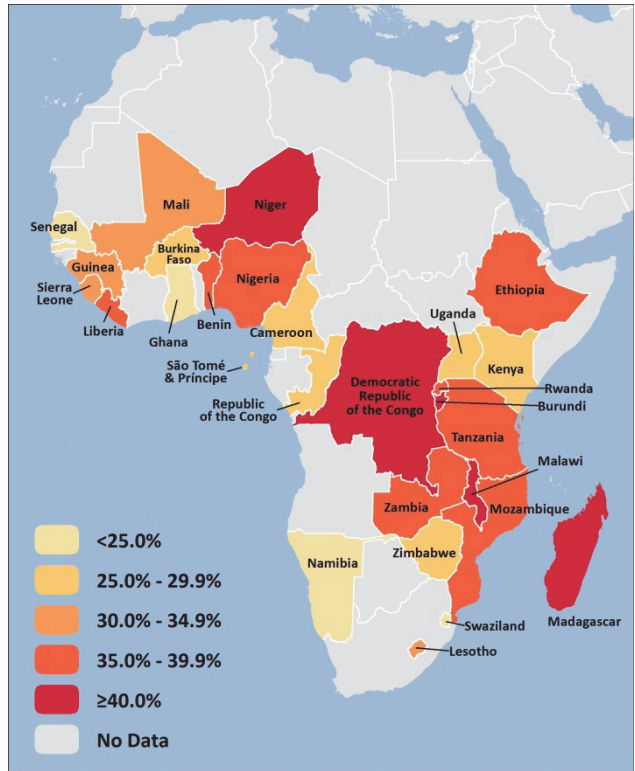 Mali
Niger
Senegal
Burkina
Faso
Guinea
Nigeria
Sierra
Leone
Ethiopia
Liberia
Benin
Ghana
Cameroon
Uganda
Kenya
São Tomé
& Príncipe
Democratic
Republic
of the Congo
Rwanda
Burundi
Republic
of the Congo
Tanzania
Malawi
Zambia
Mozambique
Zimbabwe
Namibia
Madagascar
Swaziland
Lesotho
<25.0%
25.0% - 29.9%
30.0% - 34.9%
35.0% - 39.9%
≥40.0%
No Data